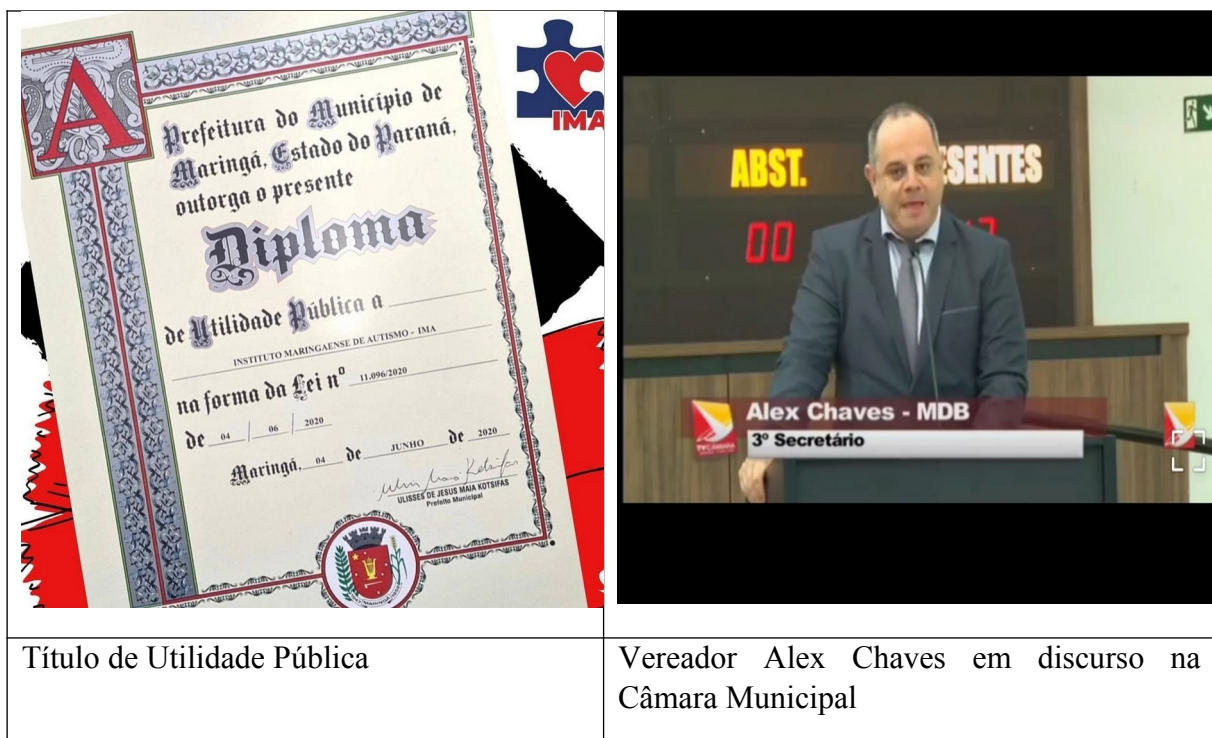 A
Prefeitura do Município de
Maringá, Estado do Paraná,
outorga o presente
Diploma
de Utilidade Pública a
INSTITUTO MARINGAENSE DE AUTISMO - IMA
na forma da Lei nº 11.096/2020
de 04 / 06 / 2020
Maringá, 04 de JUNHO de 2020
ULISSES DE JESUS MAIA KOTSIFAS
Prefeito Municipal
IMA
ABST.
ESENTES
00
Alex Chaves - MDB
3º Secretário
TV CÂMARA
Título de Utilidade Pública
Vereador Alex Chaves em discurso na
Câmara Municipal